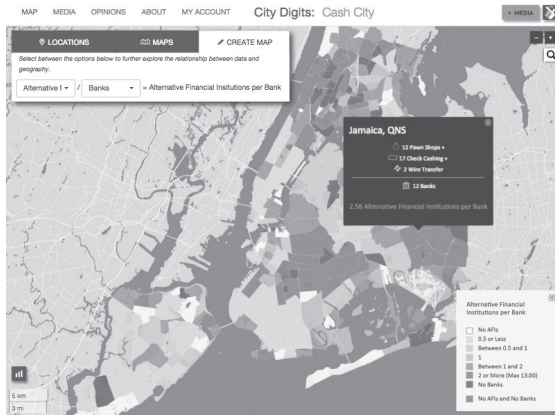 MAP MEDIA OPINIONS ABOUT MY ACCOUNT City Digits: Cash City + MEDIA
LOCATIONS MAPS CREATE MAP
Select between the options below to further explore the relationship between data and
geography.
Alternative F / Banks = Alternative Financial Insitutions per Bank
- +
Jamaica, QNS
12 Pawn Shops +
17 Check Cashing +
2 Wire Transfer
12 Banks
2.58 Alternative Financial Institutions per Bank
Alternative Financial
Institutions per Bank
No AFIs
0.5 or Less
Between 0.5 and 1
1
Between 1 and 2
2 or More (Max 19.00)
No Banks
No AFIs and No Banks
5 km
3 mi